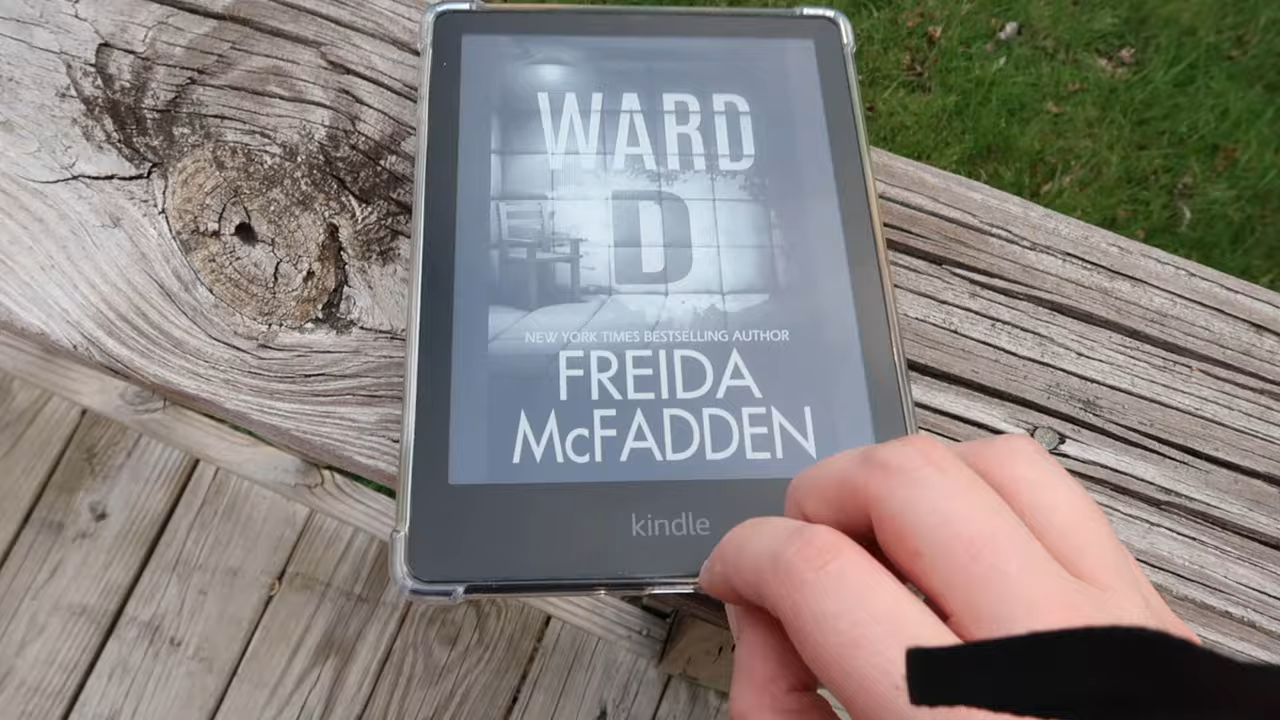 WARD
D
NEW YORK TIMES BESTSELLING AUTHOR
FREIDA
McFADDEN
kindle